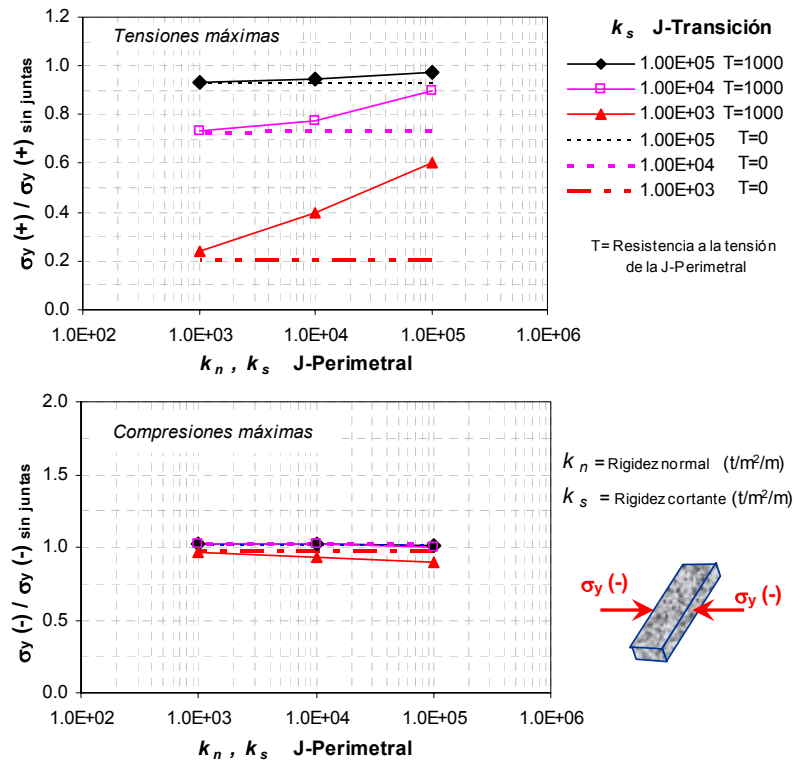 Tensiones máximas
σy (+) / σy (+) sin juntas
1.2
1.0
0.8
0.6
0.4
0.2
0.0
1.0E+02 1.0E+03 1.0E+04 1.0E+05 1.0E+06
k n , k s J-Perimetral
k s J-Transición
1.00E+05 T=1000
1.00E+04 T=1000
1.00E+03 T=1000
1.00E+05 T=0
1.00E+04 T=0
1.00E+03 T=0
T= Resistencia a la tensión
de la J-Perimetral
Compresiones máximas
σy (-) / σy (-) sin juntas
2.0
1.5
1.0
0.5
0.0
1.0E+02 1.0E+03 1.0E+04 1.0E+05 1.0E+06
k n , k s J-Perimetral
k n = Rigidez normal (t/m²/m)
k s = Rigidez cortante (t/m²/m)
σy (-)
σy (-)